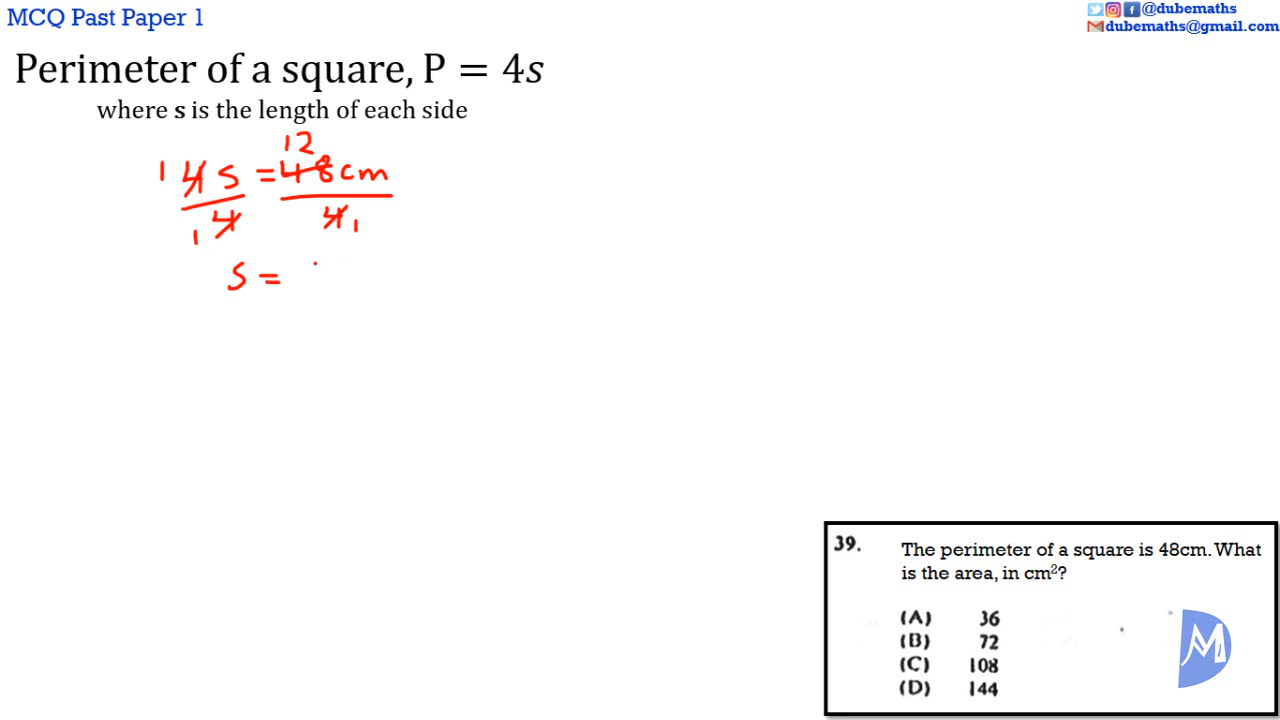 MCQ Past Paper 1
@dubemaths
dubemaths@gmail.com
Perimeter of a square, P = 4s
where s is the length of each side
12
1 4 s = 48cm
1 4 4 1
s =
39. The perimeter of a square is 48cm. What
is the area, in cm²?
(A) 36
(B) 72
(C) 108
(D) 144
M